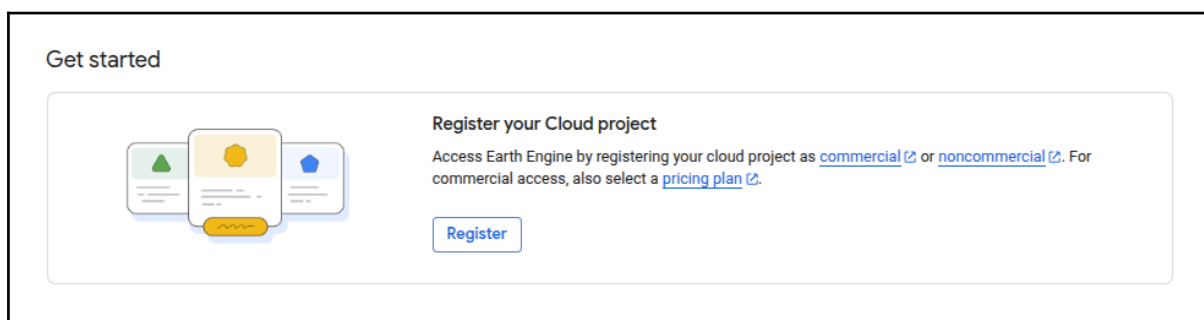 Get started
Register your Cloud project
Access Earth Engine by registering your cloud project as commercial or noncommercial. For
commercial access, also select a pricing plan.
Register